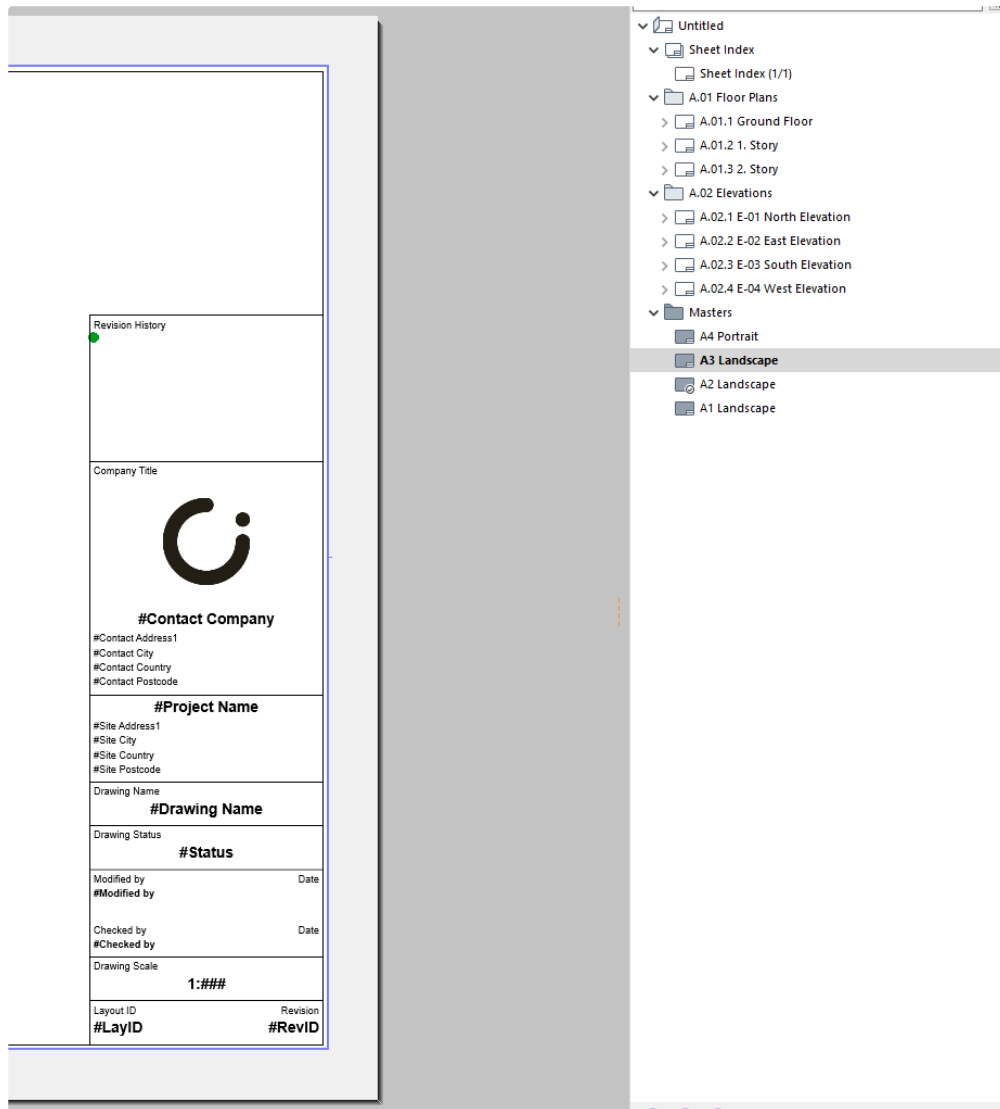 Revision History
Company Title
#Contact Company
#Contact Address1
#Contact City
#Contact Country
#Contact Postcode
#Project Name
#Site Address1
#Site City
#Site Country
#Site Postcode
Drawing Name
#Drawing Name
Drawing Status
#Status
Modified by Date
#Modified by
Checked by Date
#Checked by
Drawing Scale
1:###
Layout ID Revision
#LayID #RevID
Untitled
Sheet Index
Sheet Index (1/1)
A.01 Floor Plans
A.01.1 Ground Floor
A.01.2 1. Story
A.01.3 2. Story
A.02 Elevations
A.02.1 E-01 North Elevation
A.02.2 E-02 East Elevation
A.02.3 E-03 South Elevation
A.02.4 E-04 West Elevation
Masters
A4 Portrait
A3 Landscape
A2 Landscape
A1 Landscape